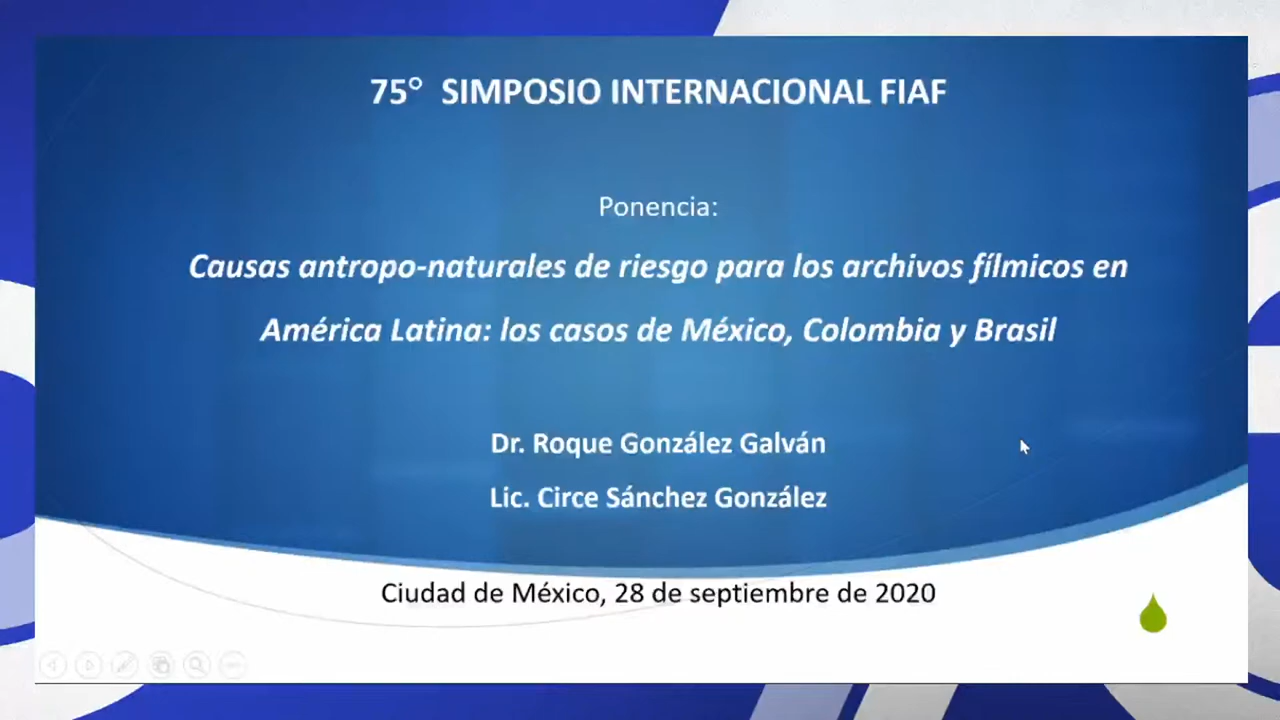 75° SIMPOSIO INTERNACIONAL FIAF
Ponencia:
Causas antropo-naturales de riesgo para los archivos fílmicos en
América Latina: los casos de México, Colombia y Brasil
Dr. Roque González Galván
Lic. Circe Sánchez González
Ciudad de México, 28 de septiembre de 2020